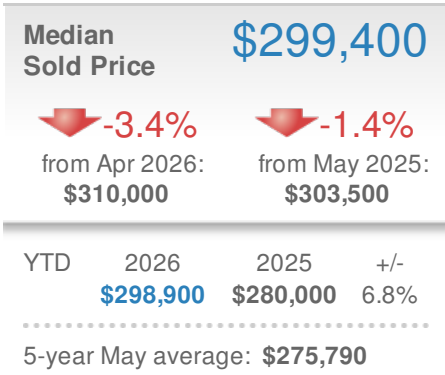 Median $299,400
Sold Price
-3.4% -1.4%
from Apr 2026: from May 2025:
$310,000 $303,500
YTD 2026 2025 +/-
$298,900 $280,000 6.8%
5-year May average: $275,790